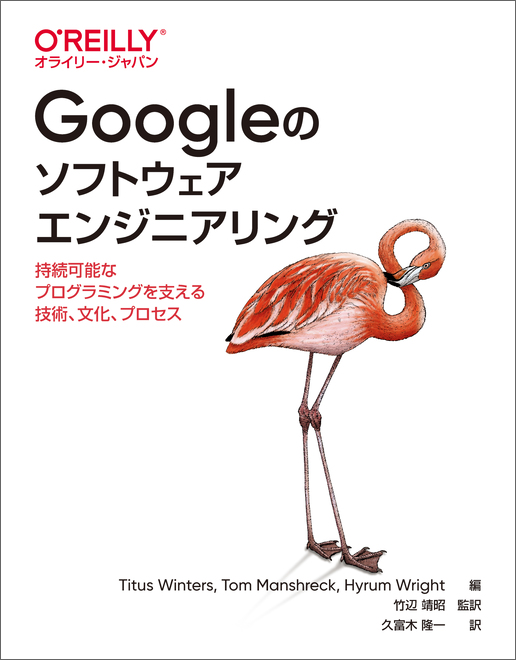 O'REILLY®
オライリー・ジャパン
Googleの
ソフトウェア
エンジニアリング
持続可能な
プログラミングを支える
技術、文化、プロセス
Titus Winters, Tom Manshreck, Hyrum Wright 編
竹辺 靖昭 監訳
久富木 隆一 訳